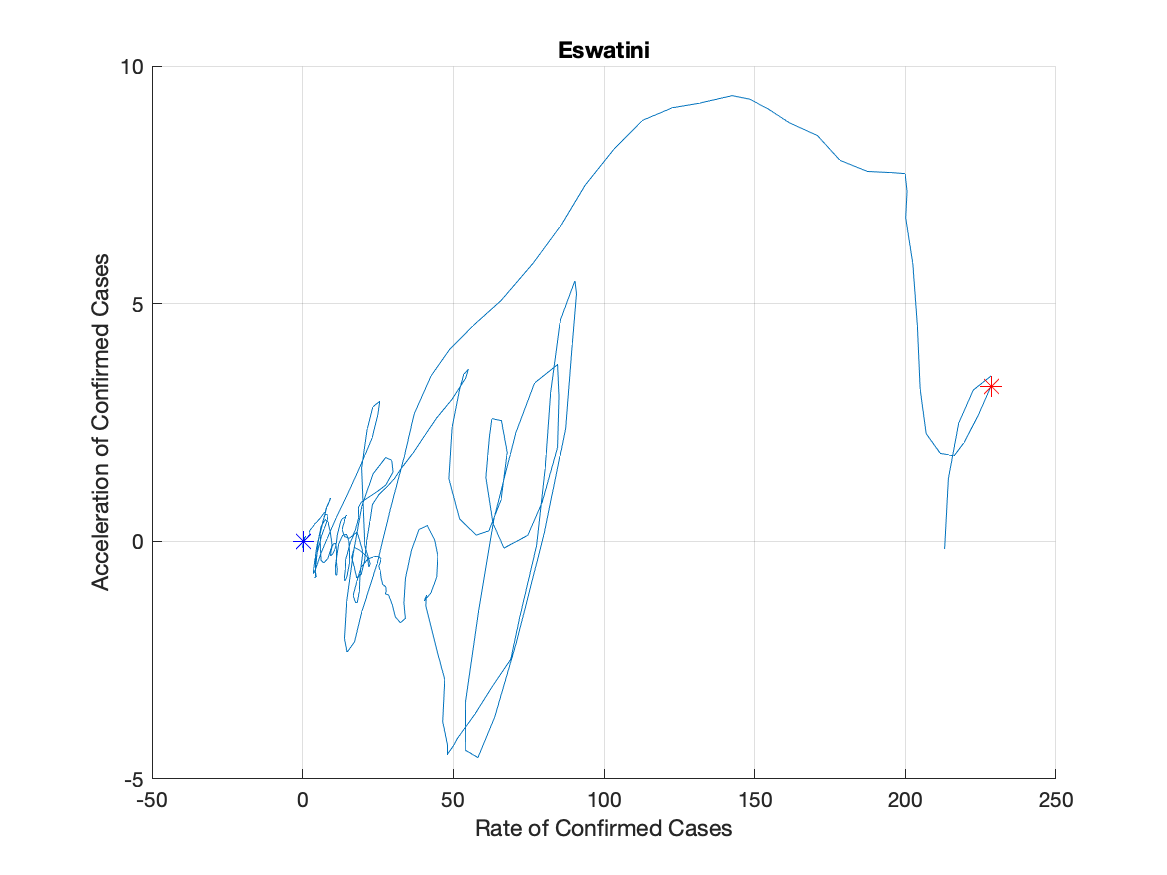 Eswatini
10
5
0
-5
Acceleration of Confirmed Cases
-50 0 50 100 150 200 250
Rate of Confirmed Cases